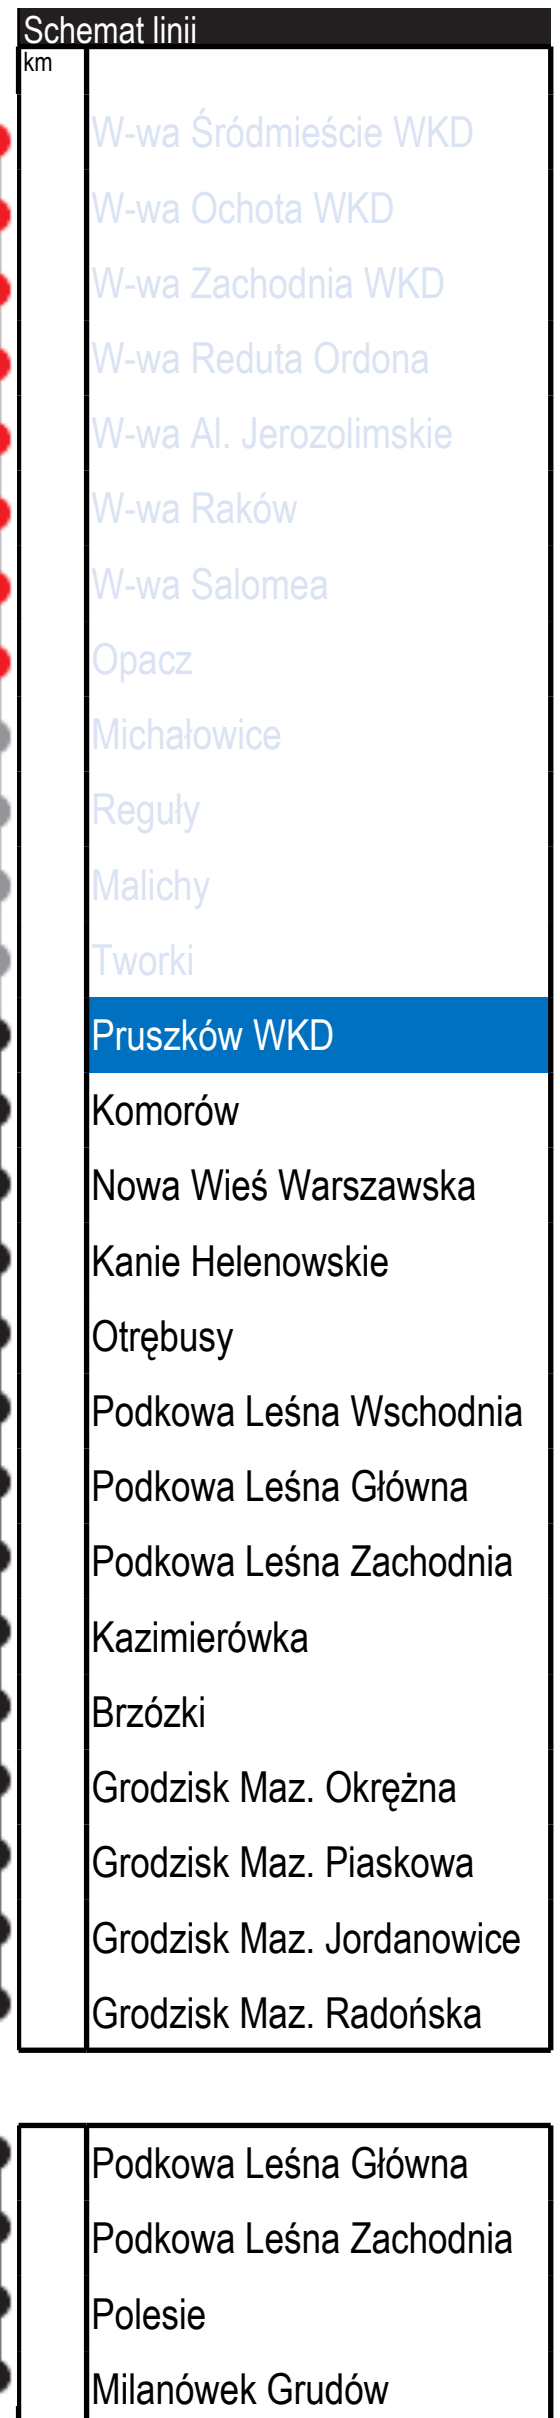 Schemat linii
km
W-wa Śródmieście WKD
W-wa Ochota WKD
W-wa Zachodnia WKD
W-wa Reduta Ordona
W-wa Al. Jerozolimskie
W-wa Raków
W-wa Salomea
Opacz
Michałowice
Reguły
Malichy
Tworki
Pruszków WKD
Komorów
Nowa Wieś Warszawska
Kanie Helenowskie
Otrębusy
Podkowa Leśna Wschodnia
Podkowa Leśna Główna
Podkowa Leśna Zachodnia
Kazimierówka
Brzózki
Grodzisk Maz. Okrężna
Grodzisk Maz. Piaskowa
Grodzisk Maz. Jordanowice
Grodzisk Maz. Radońska
Podkowa Leśna Główna
Podkowa Leśna Zachodnia
Polesie
Milanówek Grudów